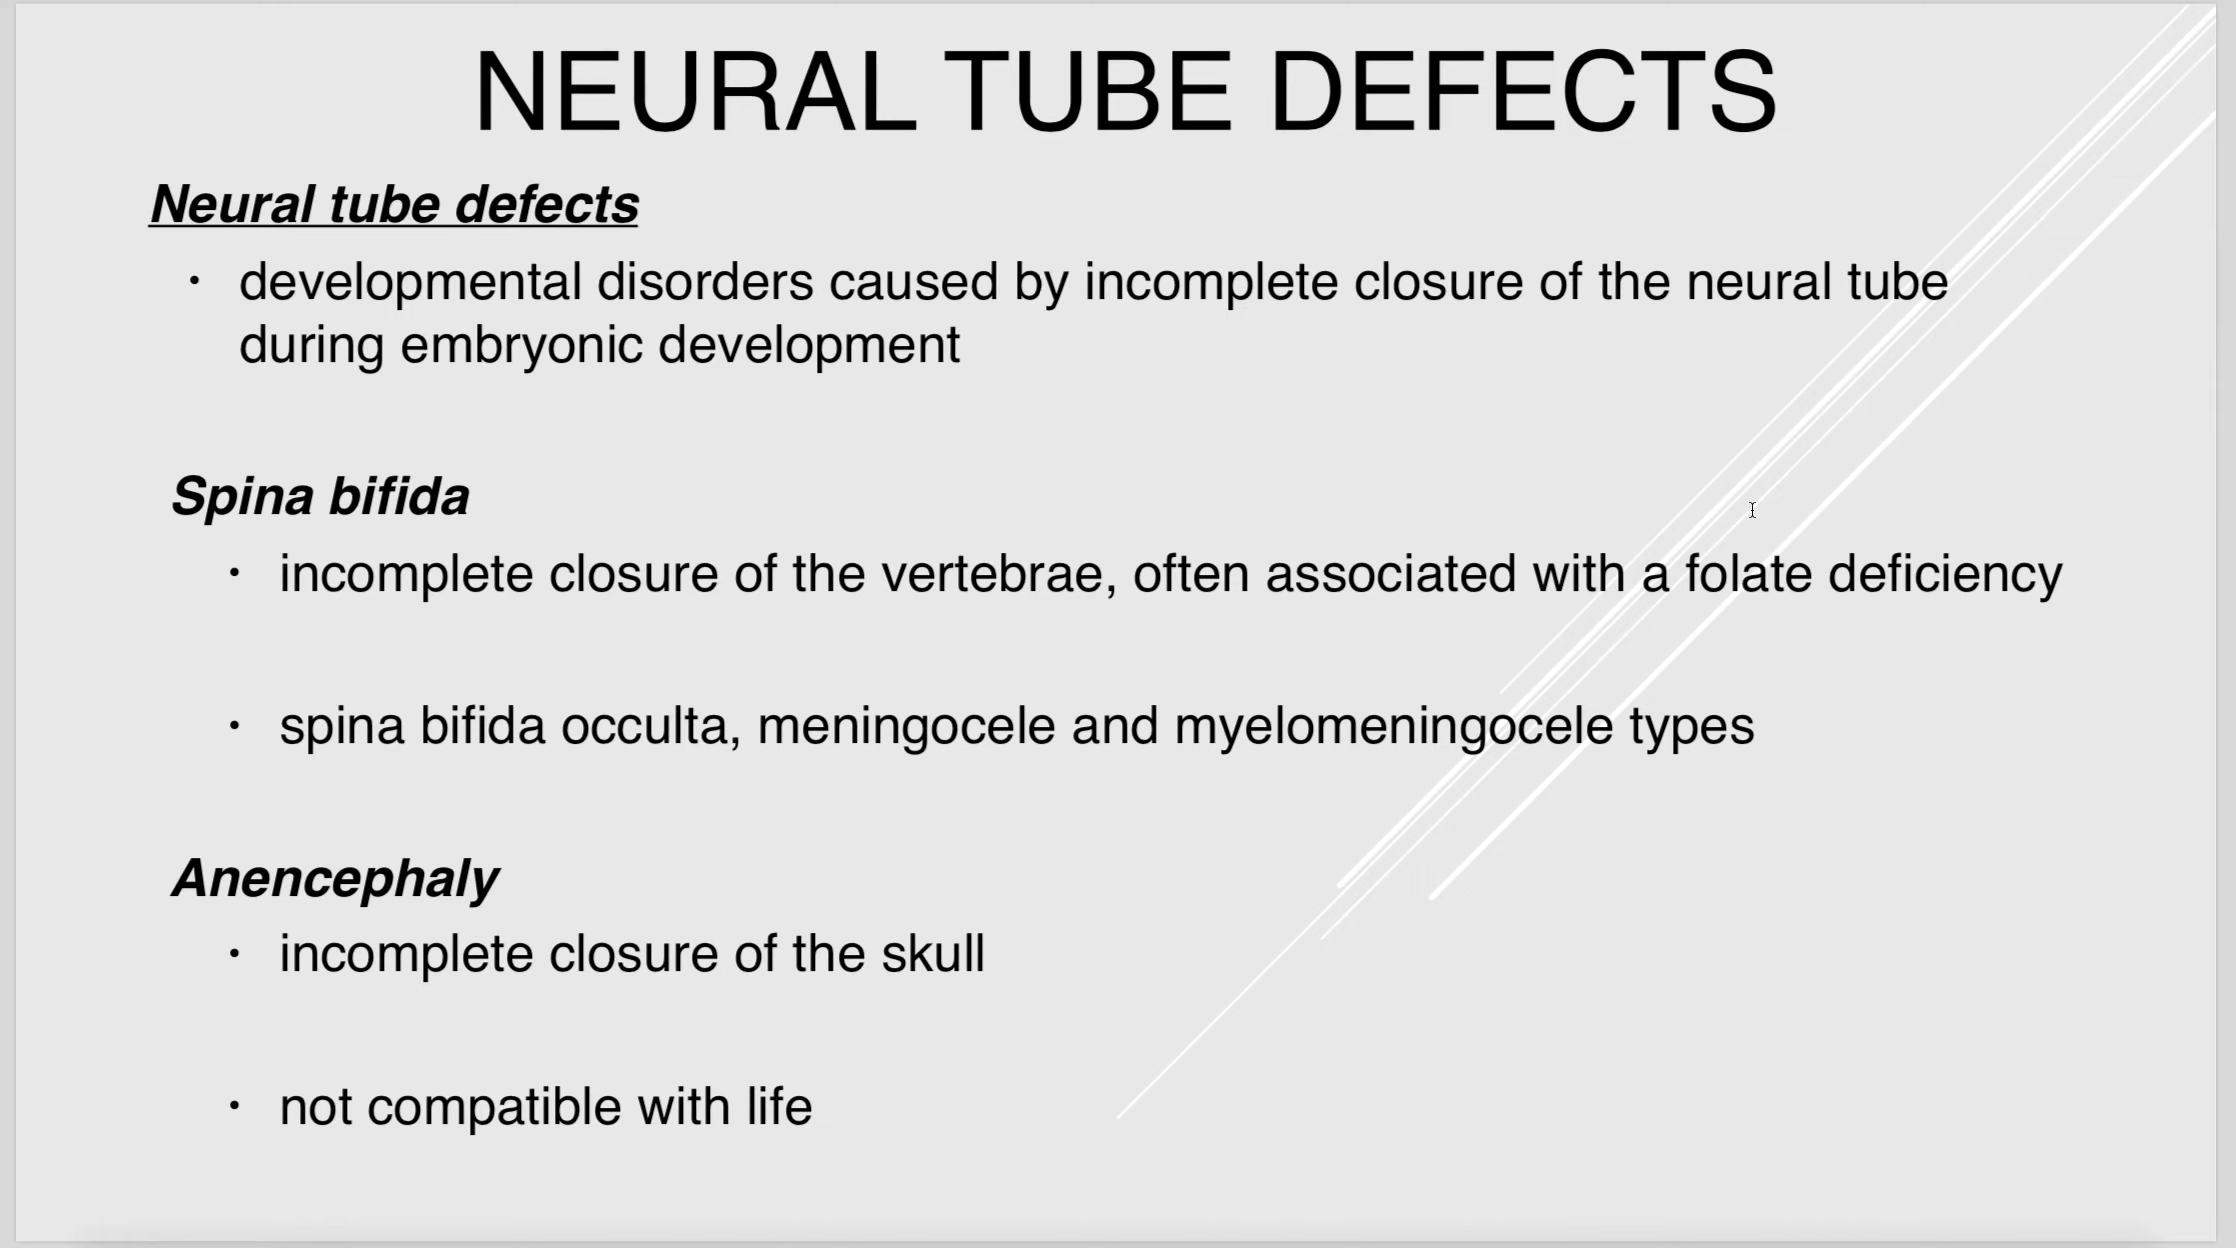 NEURAL TUBE DEFECTS
Neural tube defects
• developmental disorders caused by incomplete closure of the neural tube
during embryonic development
Spina bifida
• incomplete closure of the vertebrae, often associated with a folate deficiency
• spina bifida occulta, meningocele and myelomeningocele types
Anencephaly
• incomplete closure of the skull
• not compatible with life